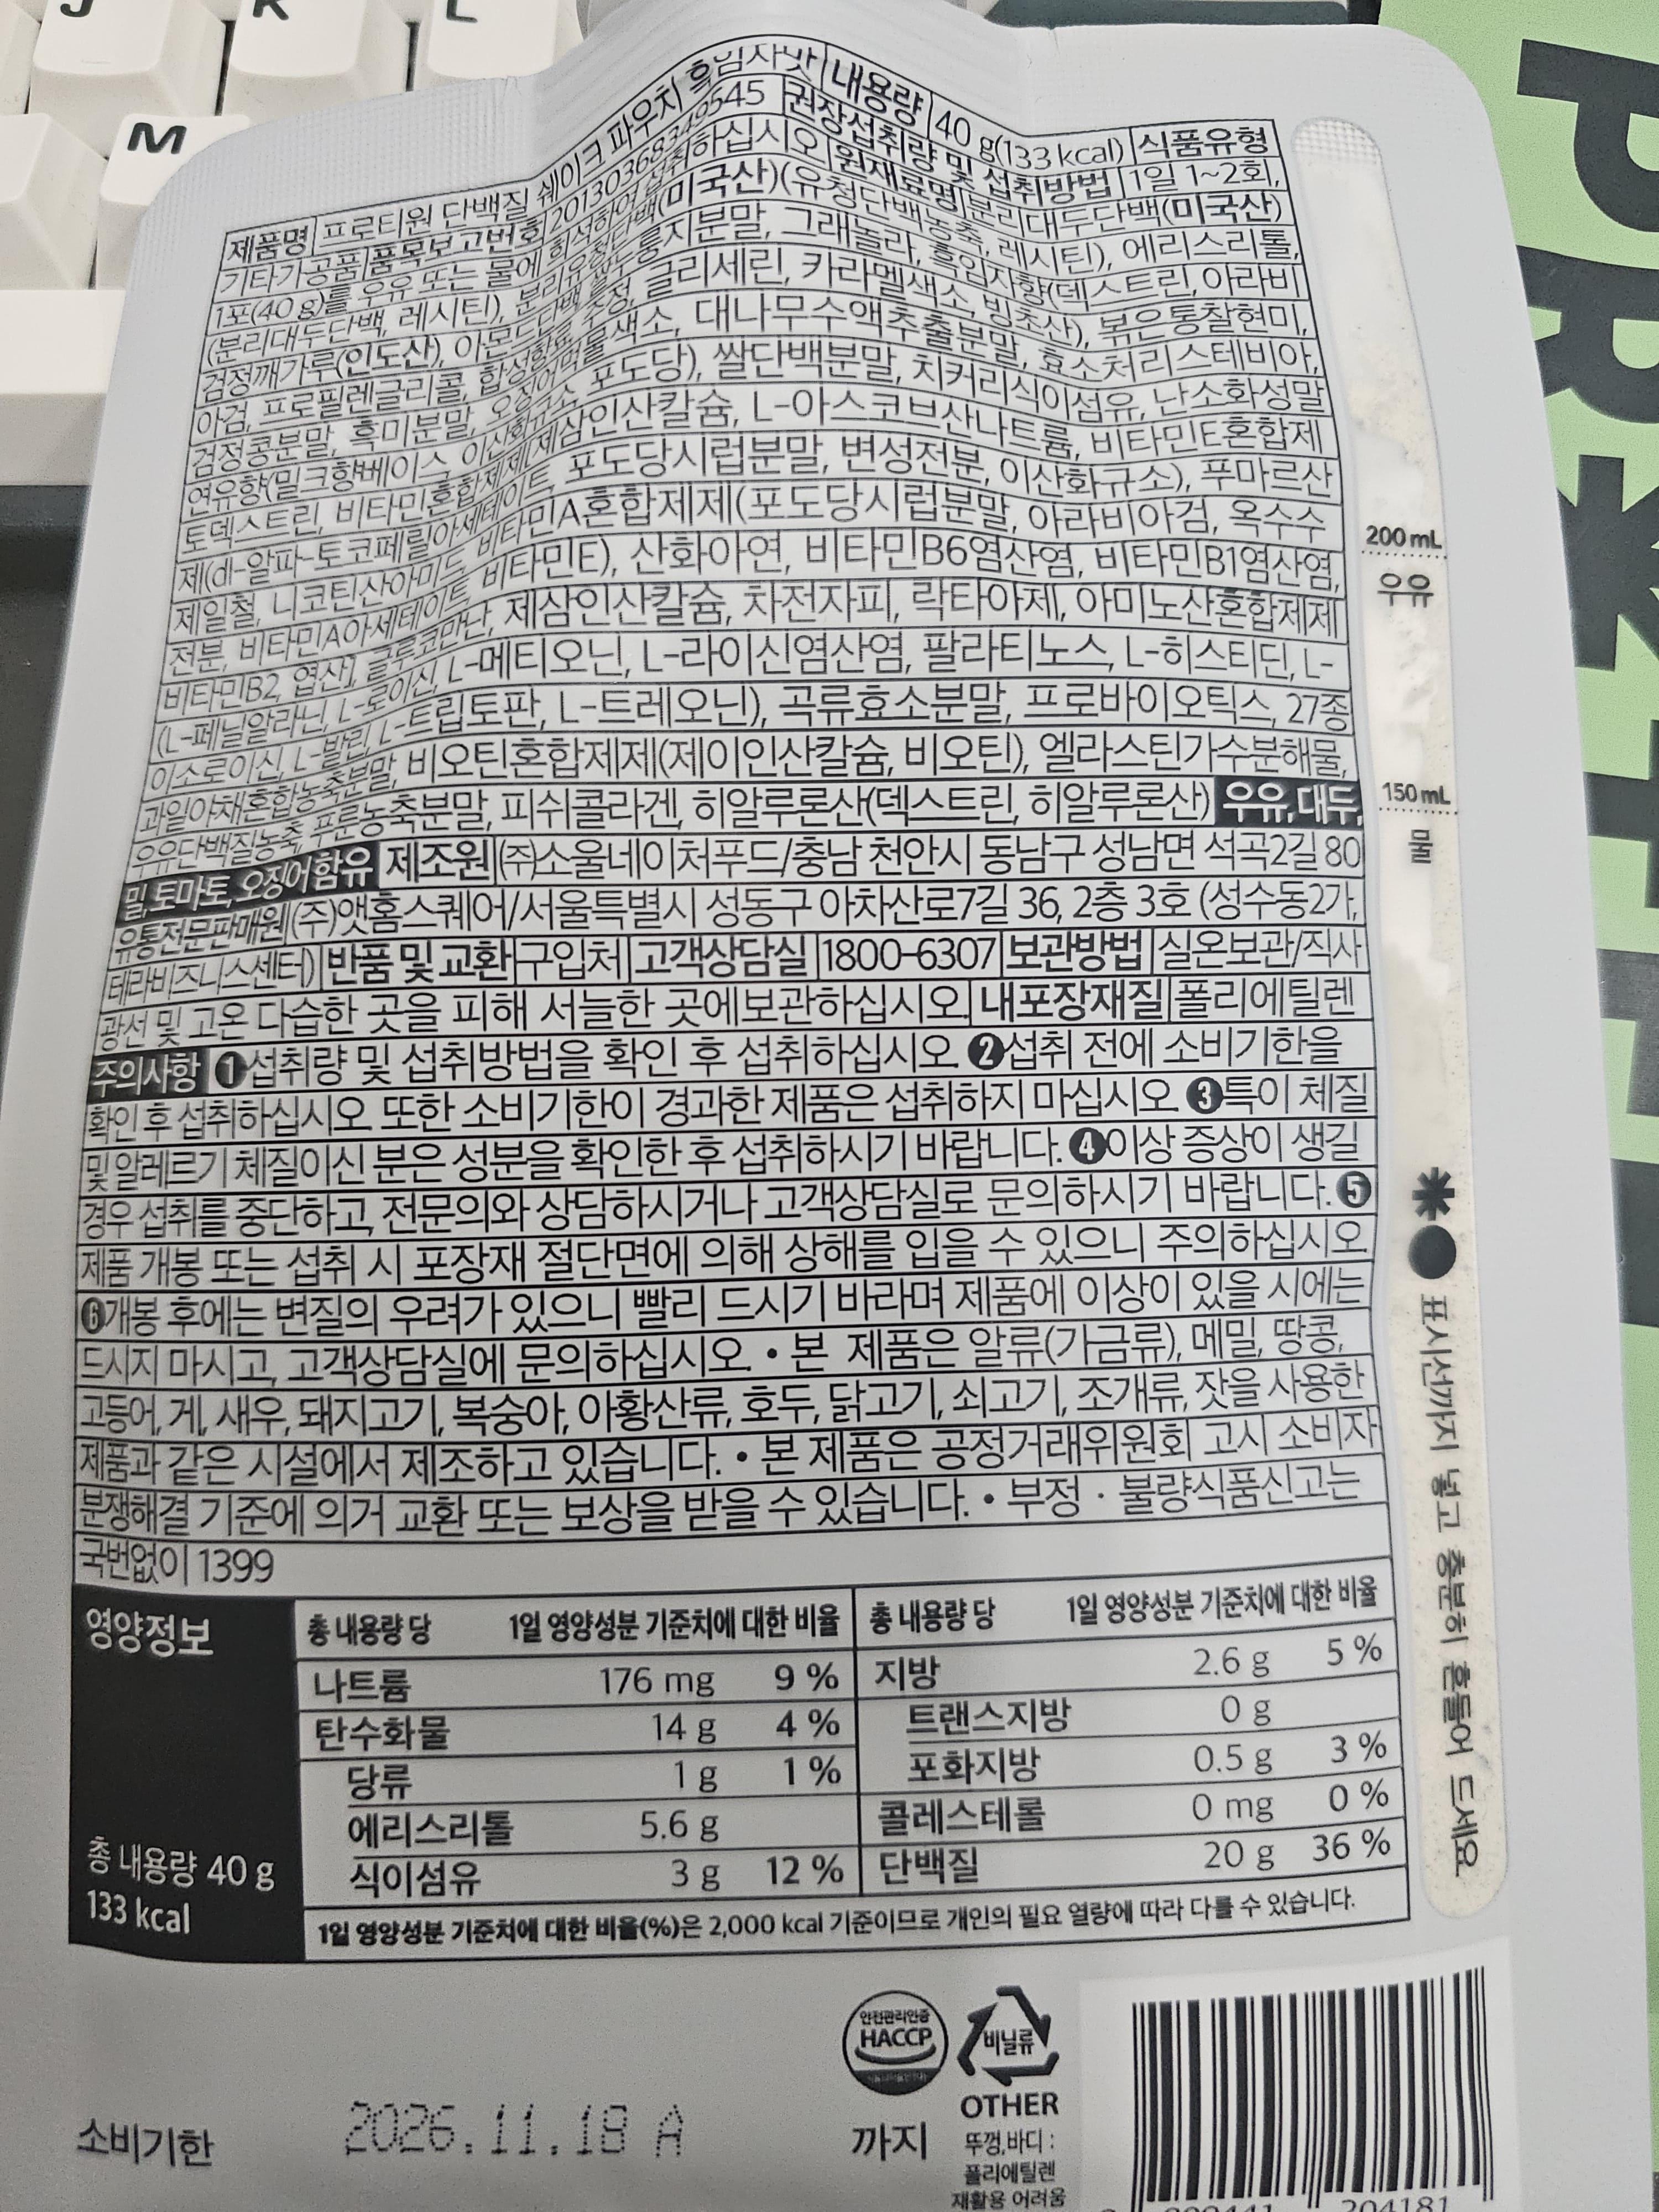 J K L
M
제품명 프로티원 단백질 쉐이크 파우치 흑임자맛 내용량 40 g(133 kcal) 식품유형
기타가공품 품목보고번호 권장섭취량 및 섭취방법 1일 1~2회,
1포(40 g)를 우유 또는 물에 희석하여 섭취하십시오 원재료명 분리대두단백(미국산)
(분리대두단백, 레시틴), 분리유청단백(미국산)(유청단백농축, 레시틴), 에리스리톨,
검정깨가루(인도산), 아몬드 그래놀라, 흑임자향(덱스트린, 아라비
아검, 프로필렌글리콜, 합성향료, 주정, 글리세린, 카라멜색소, 빙초산), 볶은통찰현미,
검정콩분말, 흑미분말, 오징어먹물색소, 대나무수액추출분말, 효소처리스테비아,
연유향(밀크향베이스, 이산화규소, 포도당), 쌀단백분말, 치커리식이섬유, 난소화성말
토덱스트린, 비타민혼합제제[제삼인산칼슘, L-아스코브산나트륨, 비타민E혼합제
제(dl-알파-토코페릴아세테이트, 포도당시럽분말, 변성전분, 이산화규소), 푸마르산
제일철, 니코틴산아미드, 비타민A혼합제제(포도당시럽분말, 아라비아검, 옥수수
전분, 비타민A아세테이트, 비타민E), 산화아연, 비타민B6염산염, 비타민B1염산염,
비타민B2, 엽산], 글루코만난, 제삼인산칼슘, 차전자피, 락타아제, 아미노산혼합제제
(L-페닐알라닌, L-로이신, L-메티오닌, L-라이신염산염, 팔라티노스, L-히스티딘, L-
이소로이신, L-발린, L-트립토판, L-트레오닌), 곡류효소분말, 프로바이오틱스, 27종
과일야채혼합농축분말, 비오틴혼합제제(제이인산칼슘, 비오틴), 엘라스틴가수분해물,
우유단백질농축, 푸룬농축분말, 피쉬콜라겐, 히알루론산(덱스트린, 히알루론산) 우유, 대두,
밀, 토마토, 오징어 함유 제조원 ㈜소울네이처푸드/충남 천안시 동남구 성남면 석곡2길 80
유통전문판매원 (주)앳홈스퀘어/서울특별시 성동구 아차산로7길 36, 2층 3호 (성수동2가,
테라비즈니스센터) 반품 및 교환 구입처 고객상담실 1800-6307 보관방법 실온보관/직사
광선 및 고온 다습한 곳을 피해 서늘한 곳에보관하십시오. 내포장재질 폴리에틸렌
주의사항 ❶섭취량 및 섭취방법을 확인 후 섭취하십시오. ❷섭취 전에 소비기한을
확인 후 섭취하십시오. 또한 소비기한이 경과한 제품은 섭취하지 마십시오. ❸특이 체질
및 알레르기 체질이신 분은 성분을 확인한 후 섭취하시기 바랍니다. ❹이상 증상이 생길
경우 섭취를 중단하고, 전문의와 상담하시거나 고객상담실로 문의하시기 바랍니다. ❺
제품 개봉 또는 섭취 시 포장재 절단면에 의해 상해를 입을 수 있으니 주의하십시오.
❻개봉 후에는 변질의 우려가 있으니 빨리 드시기 바라며 제품에 이상이 있을 시에는
드시지 마시고, 고객상담실에 문의하십시오. • 본 제품은 알류(가금류), 메밀, 땅콩,
고등어, 게, 새우, 돼지고기, 복숭아, 아황산류, 호두, 닭고기, 쇠고기, 조개류, 잣을 사용한
제품과 같은 시설에서 제조하고 있습니다. • 본 제품은 공정거래위원회 고시 소비자
분쟁해결 기준에 의거 교환 또는 보상을 받을 수 있습니다. • 부정 · 불량식품신고는
국번없이 1399
영양정보
총 내용량 40 g
133 kcal
총 내용량 당 1일 영양성분 기준치에 대한 비율
나트륨 176 mg 9 %
탄수화물 14 g 4 %
당류 1 g 1 %
에리스리톨 5.6 g
식이섬유 3 g 12 %
총 내용량 당 1일 영양성분 기준치에 대한 비율
지방 2.6 g 5 %
트랜스지방 0 g
포화지방 0.5 g 3 %
콜레스테롤 0 mg 0 %
단백질 20 g 36 %
1일 영양성분 기준치에 대한 비율(%)은 2,000 kcal 기준이므로 개인의 필요 열량에 따라 다를 수 있습니다.
200 mL
우유
150 mL
물
표시선까지 넣고 충분히 흔들어 드세요
안전관리인증
HACCP
비닐류
OTHER
뚜껑,바디 :
폴리에틸렌
재활용 어려움
소비기한 2026.11.18 A 까지
204181